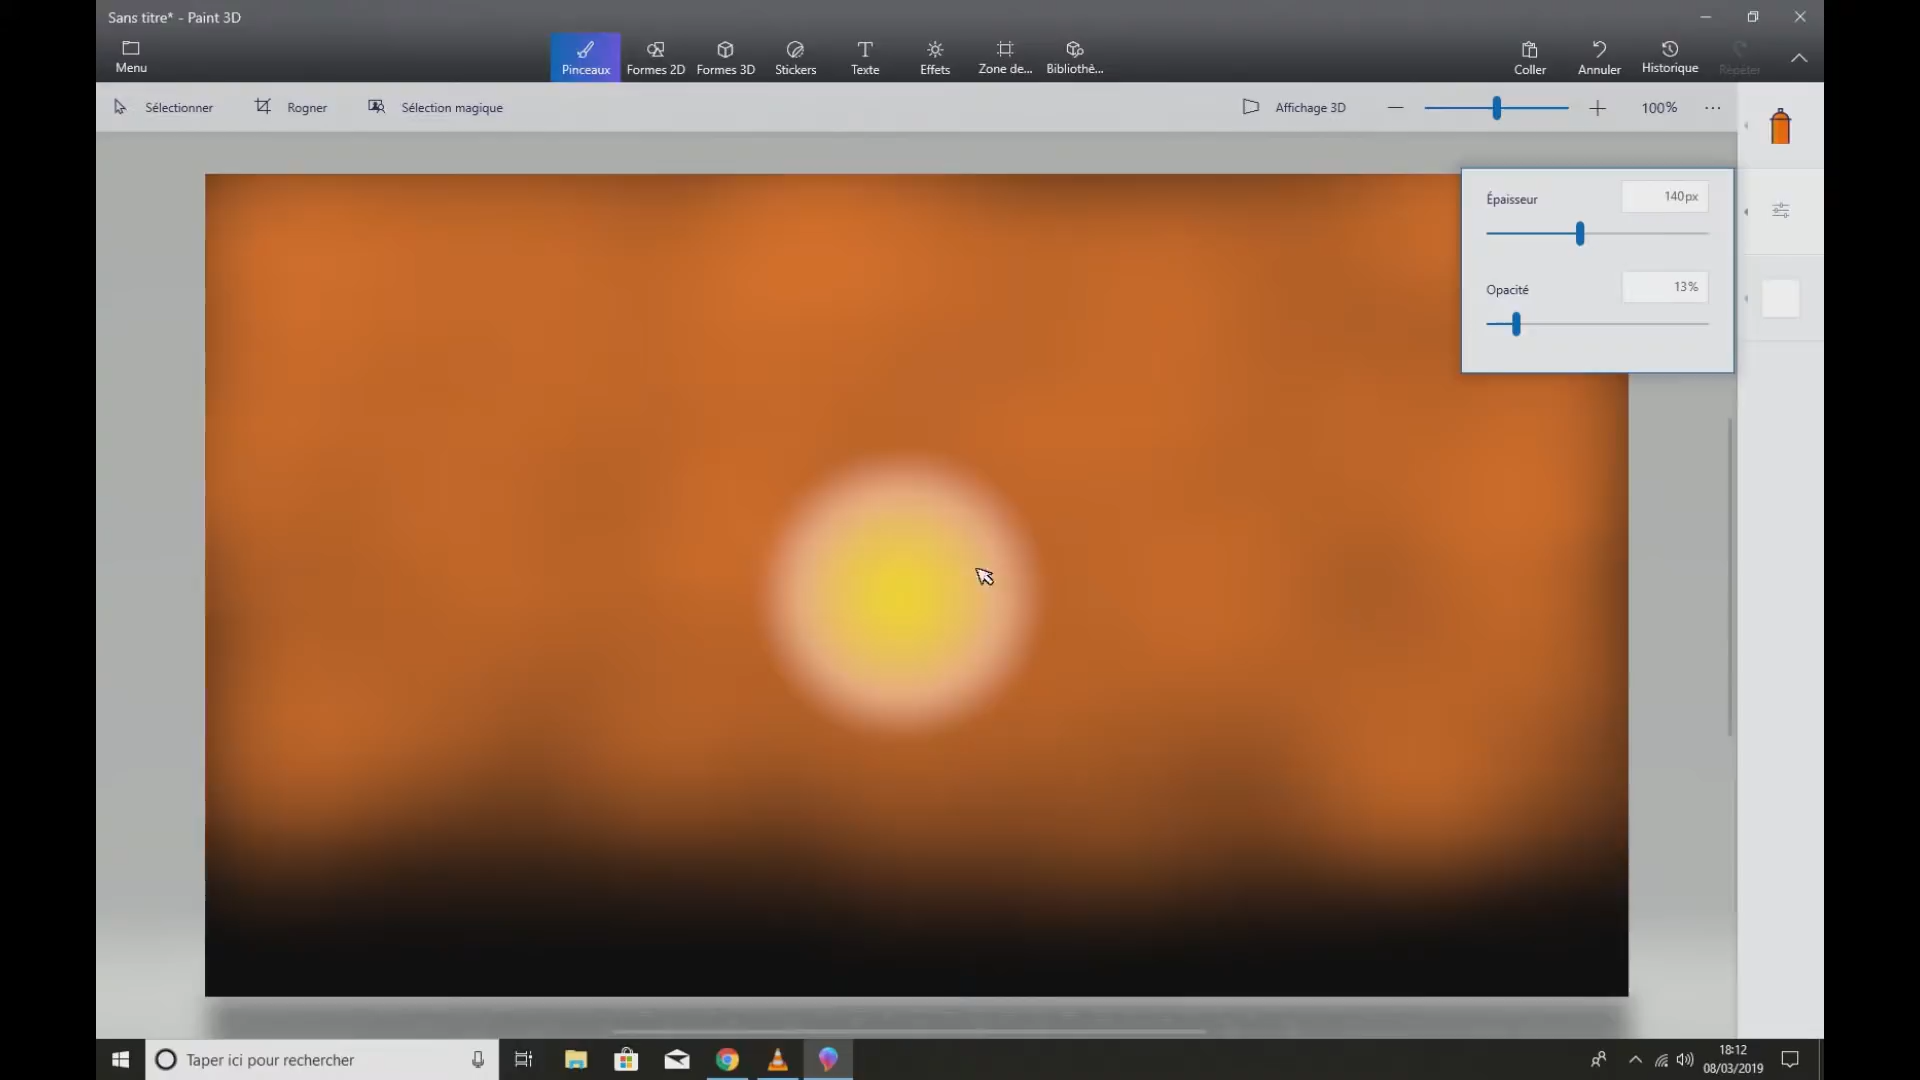 Sans titre* - Paint 3D
Menu
Pinceaux
Formes 2D
Formes 3D
Stickers
Texte
Effets
Zone de...
Bibliothè...
Coller
Annuler
Historique
Répéter
Sélectionner
Rogner
Sélection magique
Affichage 3D
100%
Épaisseur
140px
Opacité
13%
Taper ici pour rechercher
18:12
08/03/2019